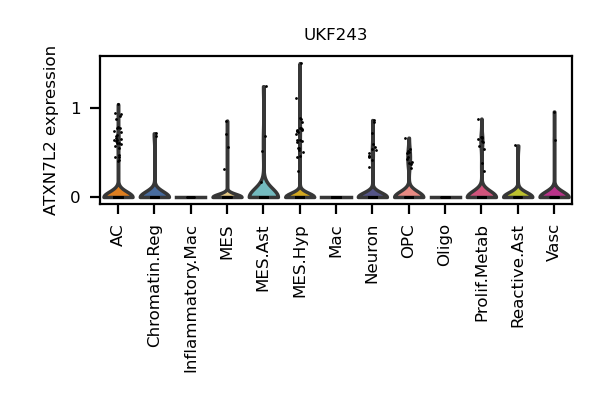 UKF243
ATXN7L2 expression
1
0
AC
Chromatin.Reg
Inflammatory.Mac
MES
MES.Ast
MES.Hyp
Mac
Neuron
OPC
Oligo
Prolif.Metab
Reactive.Ast
Vasc